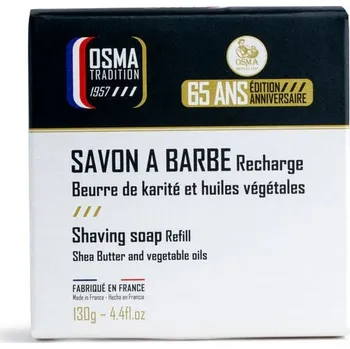 OSMA
TRADITION
1957///
OSMA
65 ANS ÉDITION///
ANNIVERSAIRE
SAVON A BARBE Recharge
Beurre de karité et huiles végétales
///
Shaving soap Refill
Shea Butter and vegetable oils
FABRIQUÉ EN FRANCE
Made in France - Hecho en Francia
130g - 4.4fl.oz